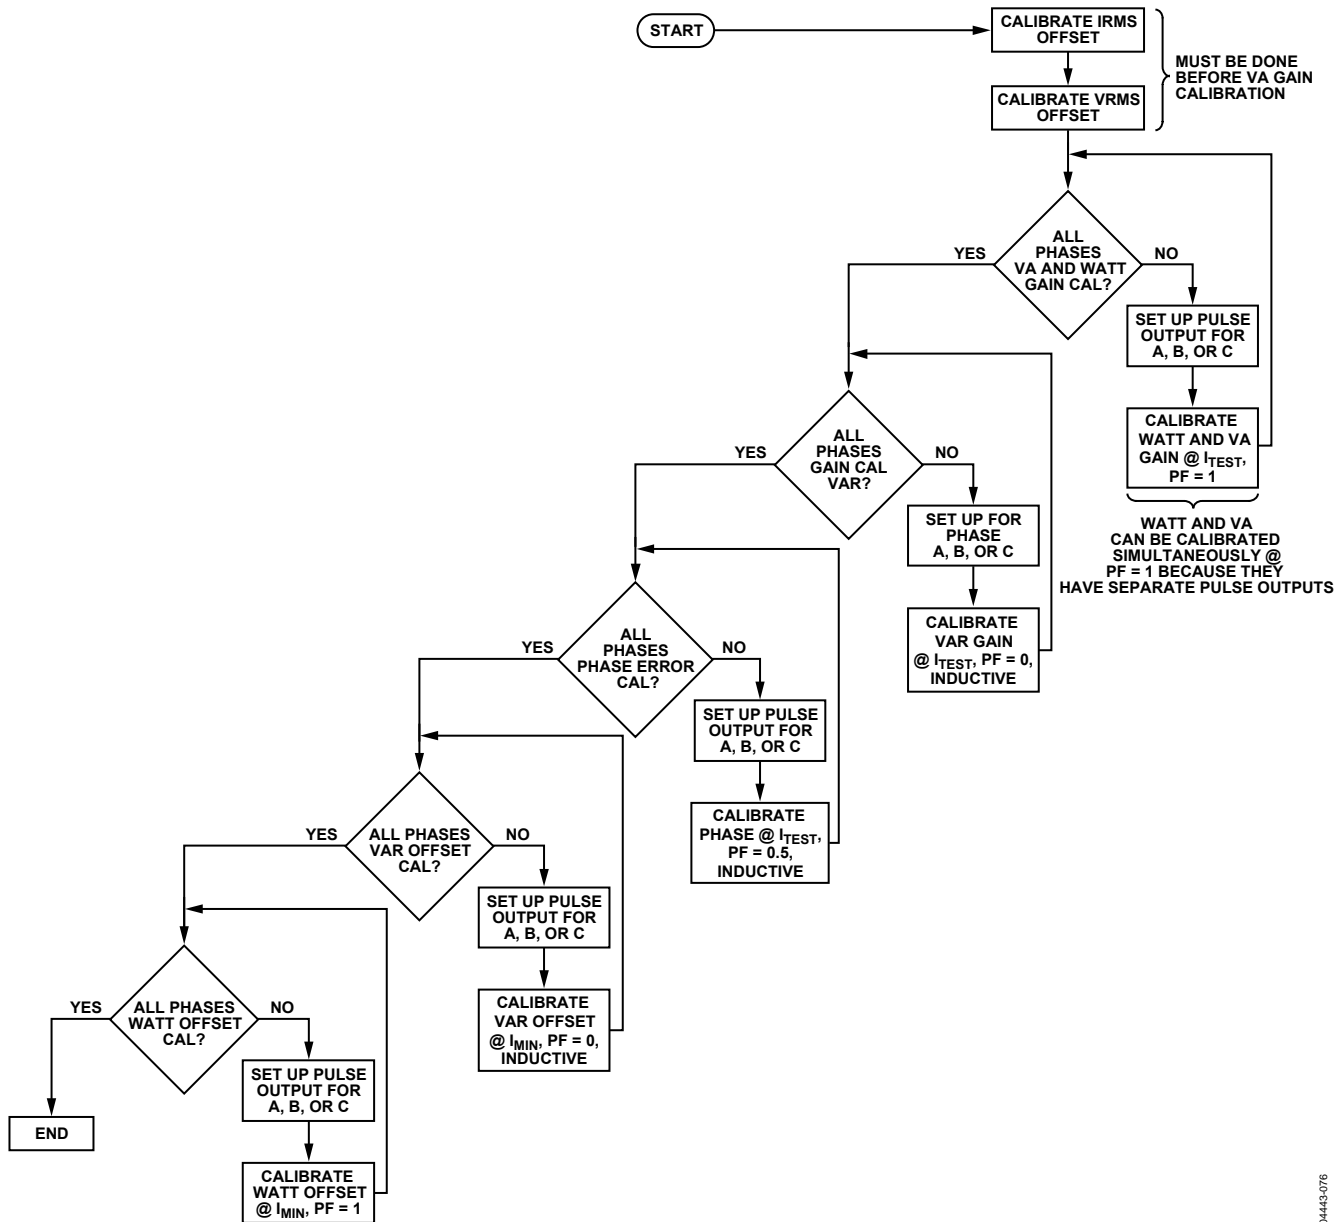 START
CALIBRATE IRMS
OFFSET
MUST BE DONE
BEFORE VA GAIN
CALIBRATION
CALIBRATE VRMS
OFFSET
ALL
PHASES
VA AND WATT
GAIN CAL?
YES
NO
SET UP PULSE
OUTPUT FOR
A, B, OR C
CALIBRATE
WATT AND VA
GAIN @ ITEST,
PF = 1
WATT AND VA
CAN BE CALIBRATED
SIMULTANEOUSLY @
PF = 1 BECAUSE THEY
HAVE SEPARATE PULSE OUTPUTS
ALL
PHASES
GAIN CAL
VAR?
YES
NO
SET UP FOR
PHASE
A, B, OR C
CALIBRATE
VAR GAIN
@ ITEST, PF = 0,
INDUCTIVE
ALL
PHASES
PHASE ERROR
CAL?
YES
NO
SET UP PULSE
OUTPUT FOR
A, B, OR C
CALIBRATE
PHASE @ ITEST,
PF = 0.5,
INDUCTIVE
ALL PHASES
VAR OFFSET
CAL?
YES
NO
SET UP PULSE
OUTPUT FOR
A, B, OR C
CALIBRATE
VAR OFFSET
@ IMIN, PF = 0,
INDUCTIVE
ALL PHASES
WATT OFFSET
CAL?
YES
NO
SET UP PULSE
OUTPUT FOR
A, B, OR C
CALIBRATE
WATT OFFSET
@ IMIN, PF = 1
END
04443-076